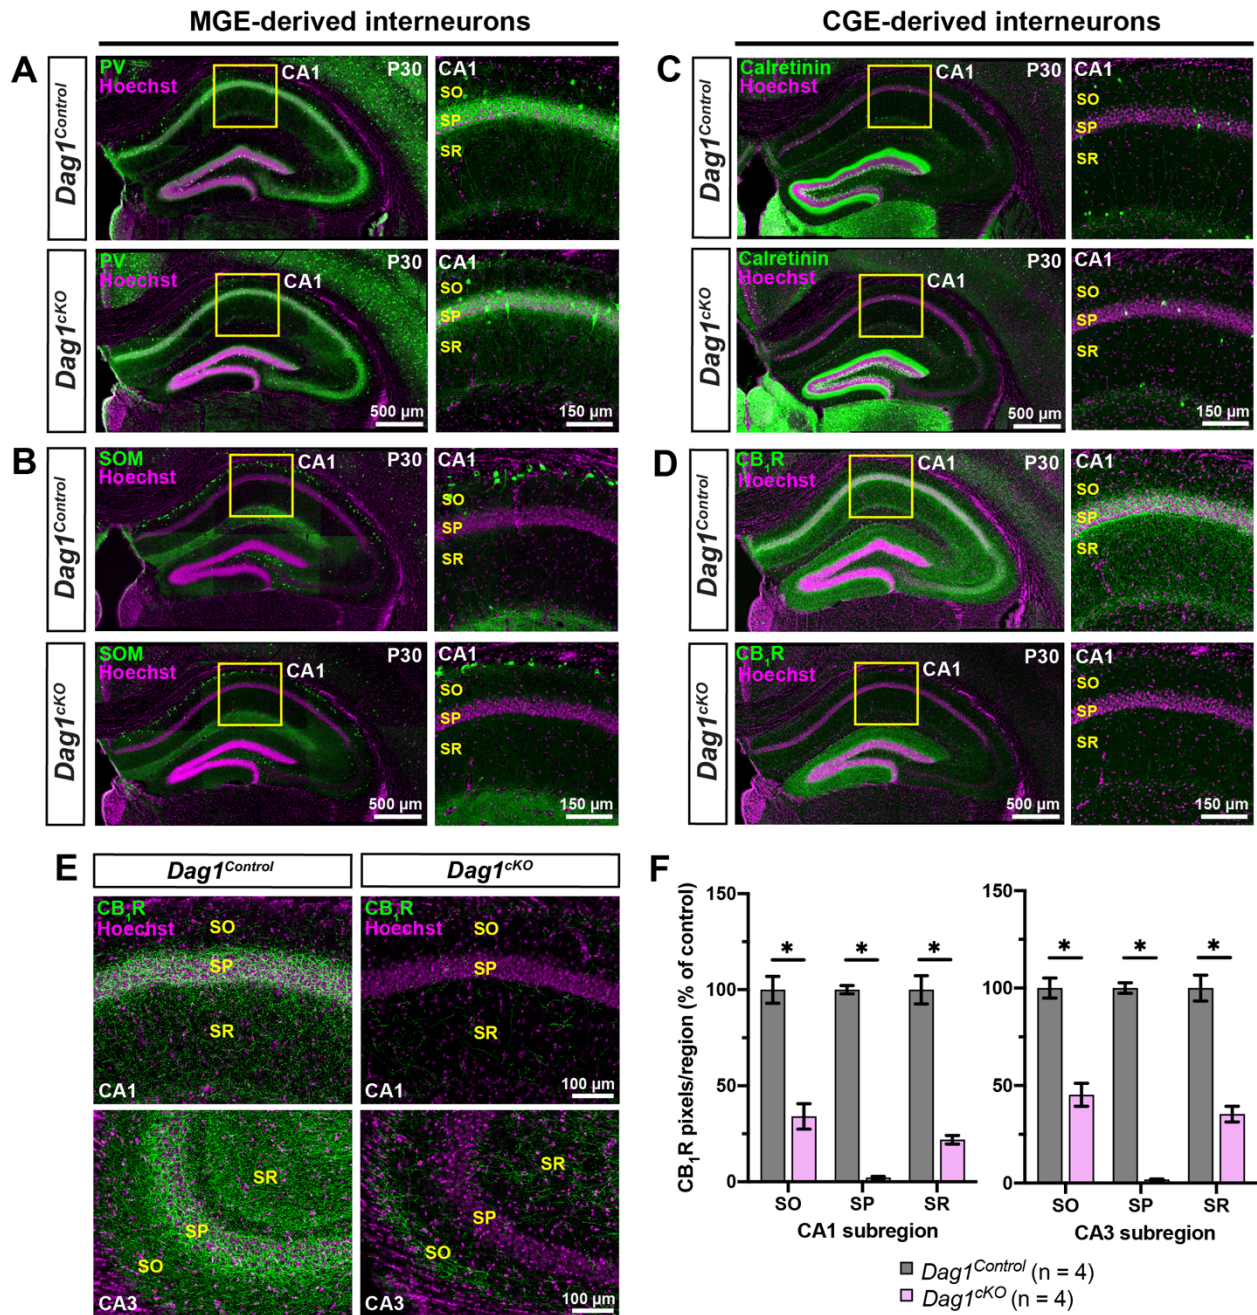 MGE-derived interneurons
CGE-derived interneurons
A
Dag1Control
PV
Hoechst
CA1
P30
CA1
SO
SP
SR
Dag1cKO
PV
Hoechst
CA1
P30
500 µm
CA1
SO
SP
SR
150 µm
B
Dag1Control
SOM
Hoechst
CA1
P30
CA1
SO
SP
SR
Dag1cKO
SOM
Hoechst
CA1
P30
500 µm
CA1
SO
SP
SR
150 µm
C
Dag1Control
Calretinin
Hoechst
CA1
P30
CA1
SO
SP
SR
Dag1cKO
Calretinin
Hoechst
CA1
P30
500 µm
CA1
SO
SP
SR
150 µm
D
Dag1Control
CB1R
Hoechst
CA1
P30
CA1
SO
SP
SR
Dag1cKO
CB1R
Hoechst
CA1
P30
500 µm
CA1
SO
SP
SR
150 µm
E
Dag1Control
Dag1cKO
CB1R
Hoechst
SO
SP
SR
CA1
CB1R
Hoechst
SO
SP
SR
CA1
100 µm
SR
SP
SO
CA3
SR
SP
SO
CA3
100 µm
F
CB1R pixels/region (% of control)
150
100
50
0
* * *
SO SP SR
CA1 subregion
150
100
50
0
* * *
SO SP SR
CA3 subregion
Dag1Control (n = 4)
Dag1cKO (n = 4)